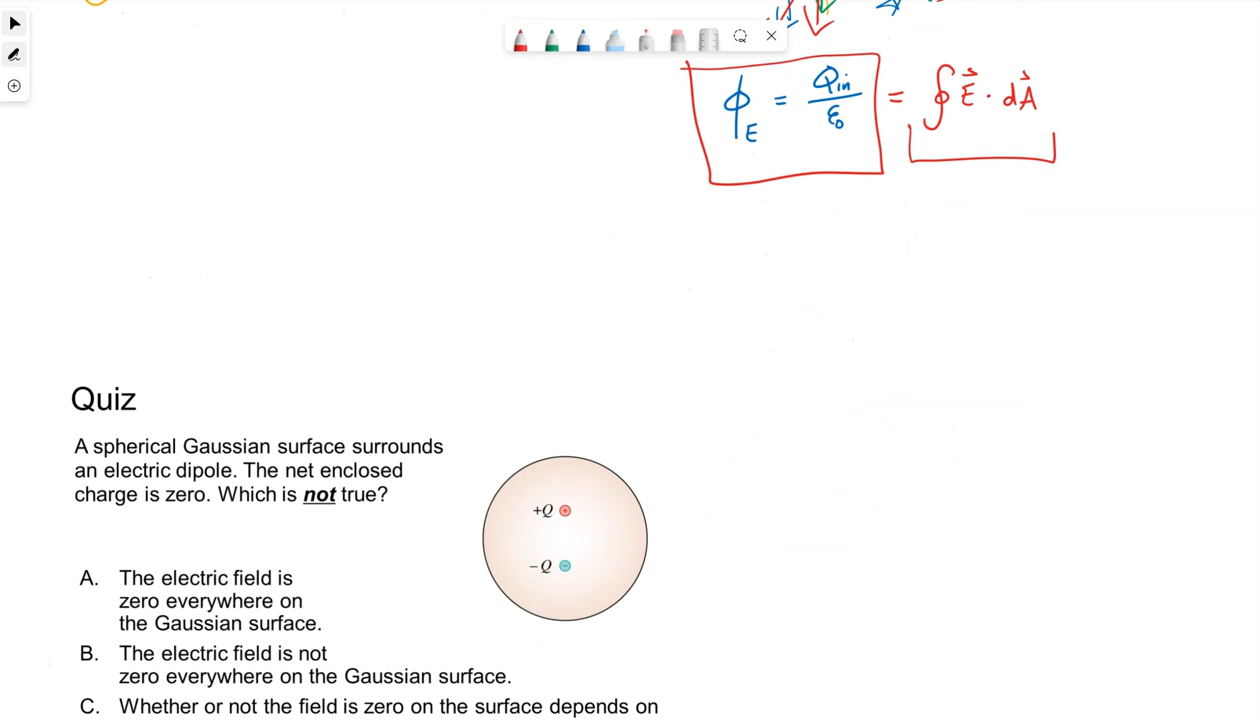 ϕ_E = Q_in / ε_0 = ∮ E⃗ · dA⃗
Quiz
A spherical Gaussian surface surrounds
an electric dipole. The net enclosed
charge is zero. Which is not true?
+Q +
−Q −
A. The electric field is
zero everywhere on
the Gaussian surface.
B. The electric field is not
zero everywhere on the Gaussian surface.
C. Whether or not the field is zero on the surface depends on